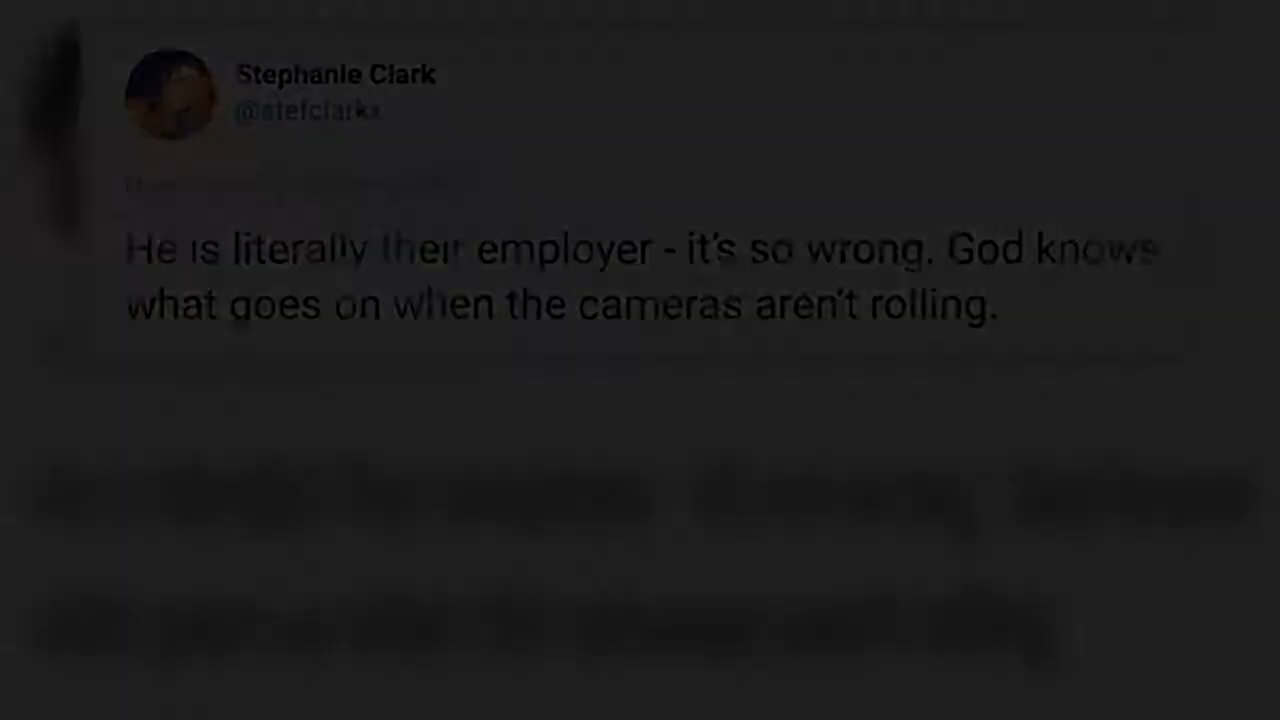 Stephanie Clark
@stefclarkx
He is literally their employer - it's so wrong. God knows
what goes on when the cameras aren't rolling.